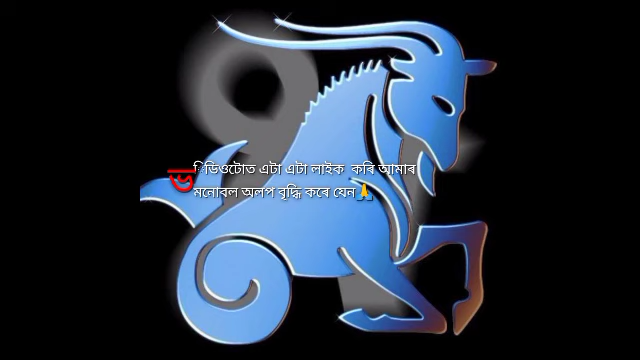 ভিডিওটোত এটা এটা লাইক কৰি আমাৰ
মনোবল অলপ বৃদ্ধি কৰে যেন🙏